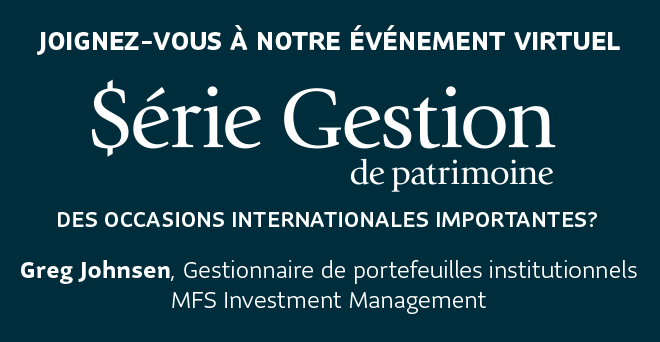 JOIGNEZ-VOUS À NOTRE ÉVÉNEMENT VIRTUEL
$érie Gestion
de patrimoine
DES OCCASIONS INTERNATIONALES IMPORTANTES?
Greg Johnsen, Gestionnaire de portefeuilles institutionnels
MFS Investment Management